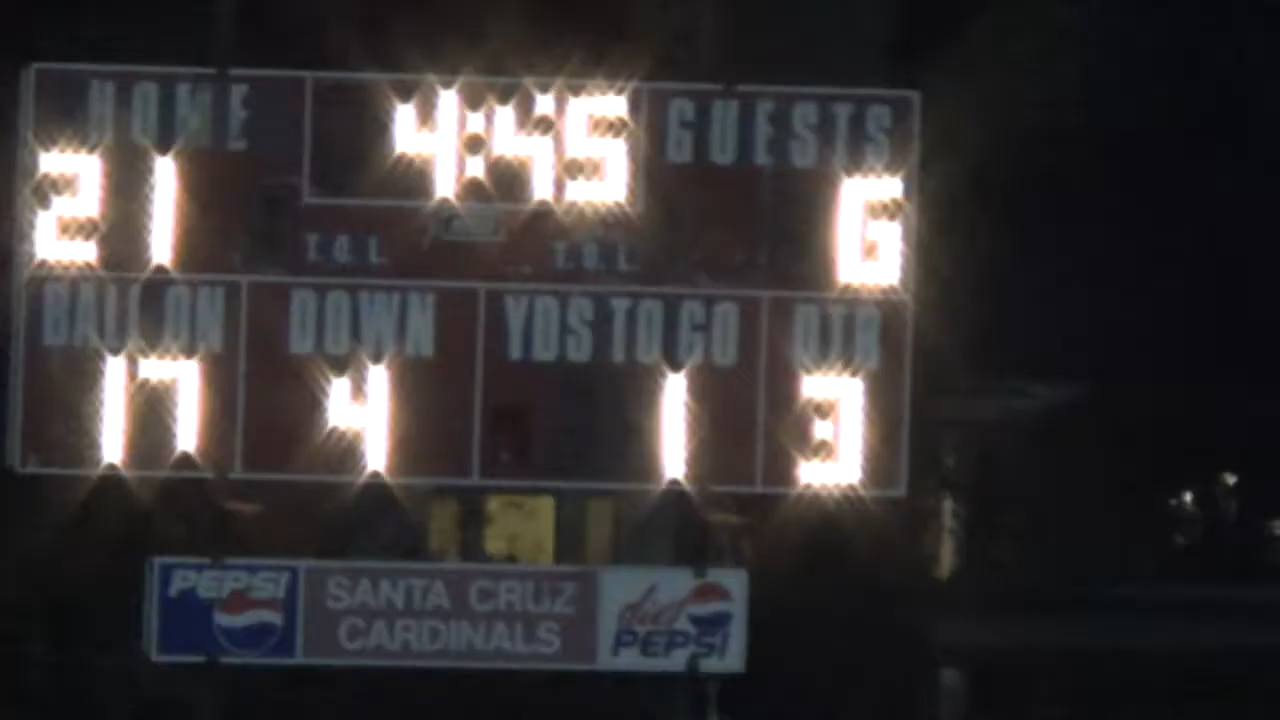 HOME 4:45 GUESTS
21 6
T.O.L. T.O.L.
BALL ON DOWN YDS TO GO QTR
17 4 1 3
PEPSI SANTA CRUZ diet
CARDINALS PEPSI